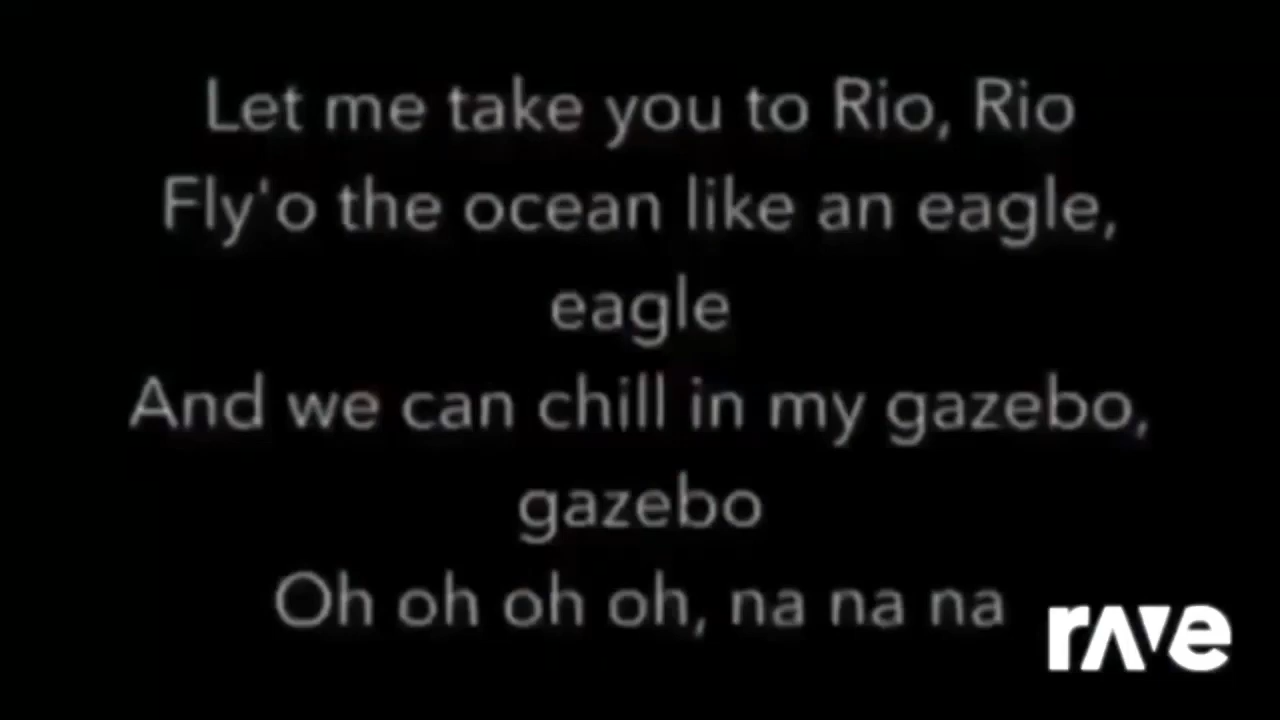 Let me take you to Rio, Rio
Fly'o the ocean like an eagle,
eagle
And we can chill in my gazebo,
gazebo
Oh oh oh oh, na na na
rave